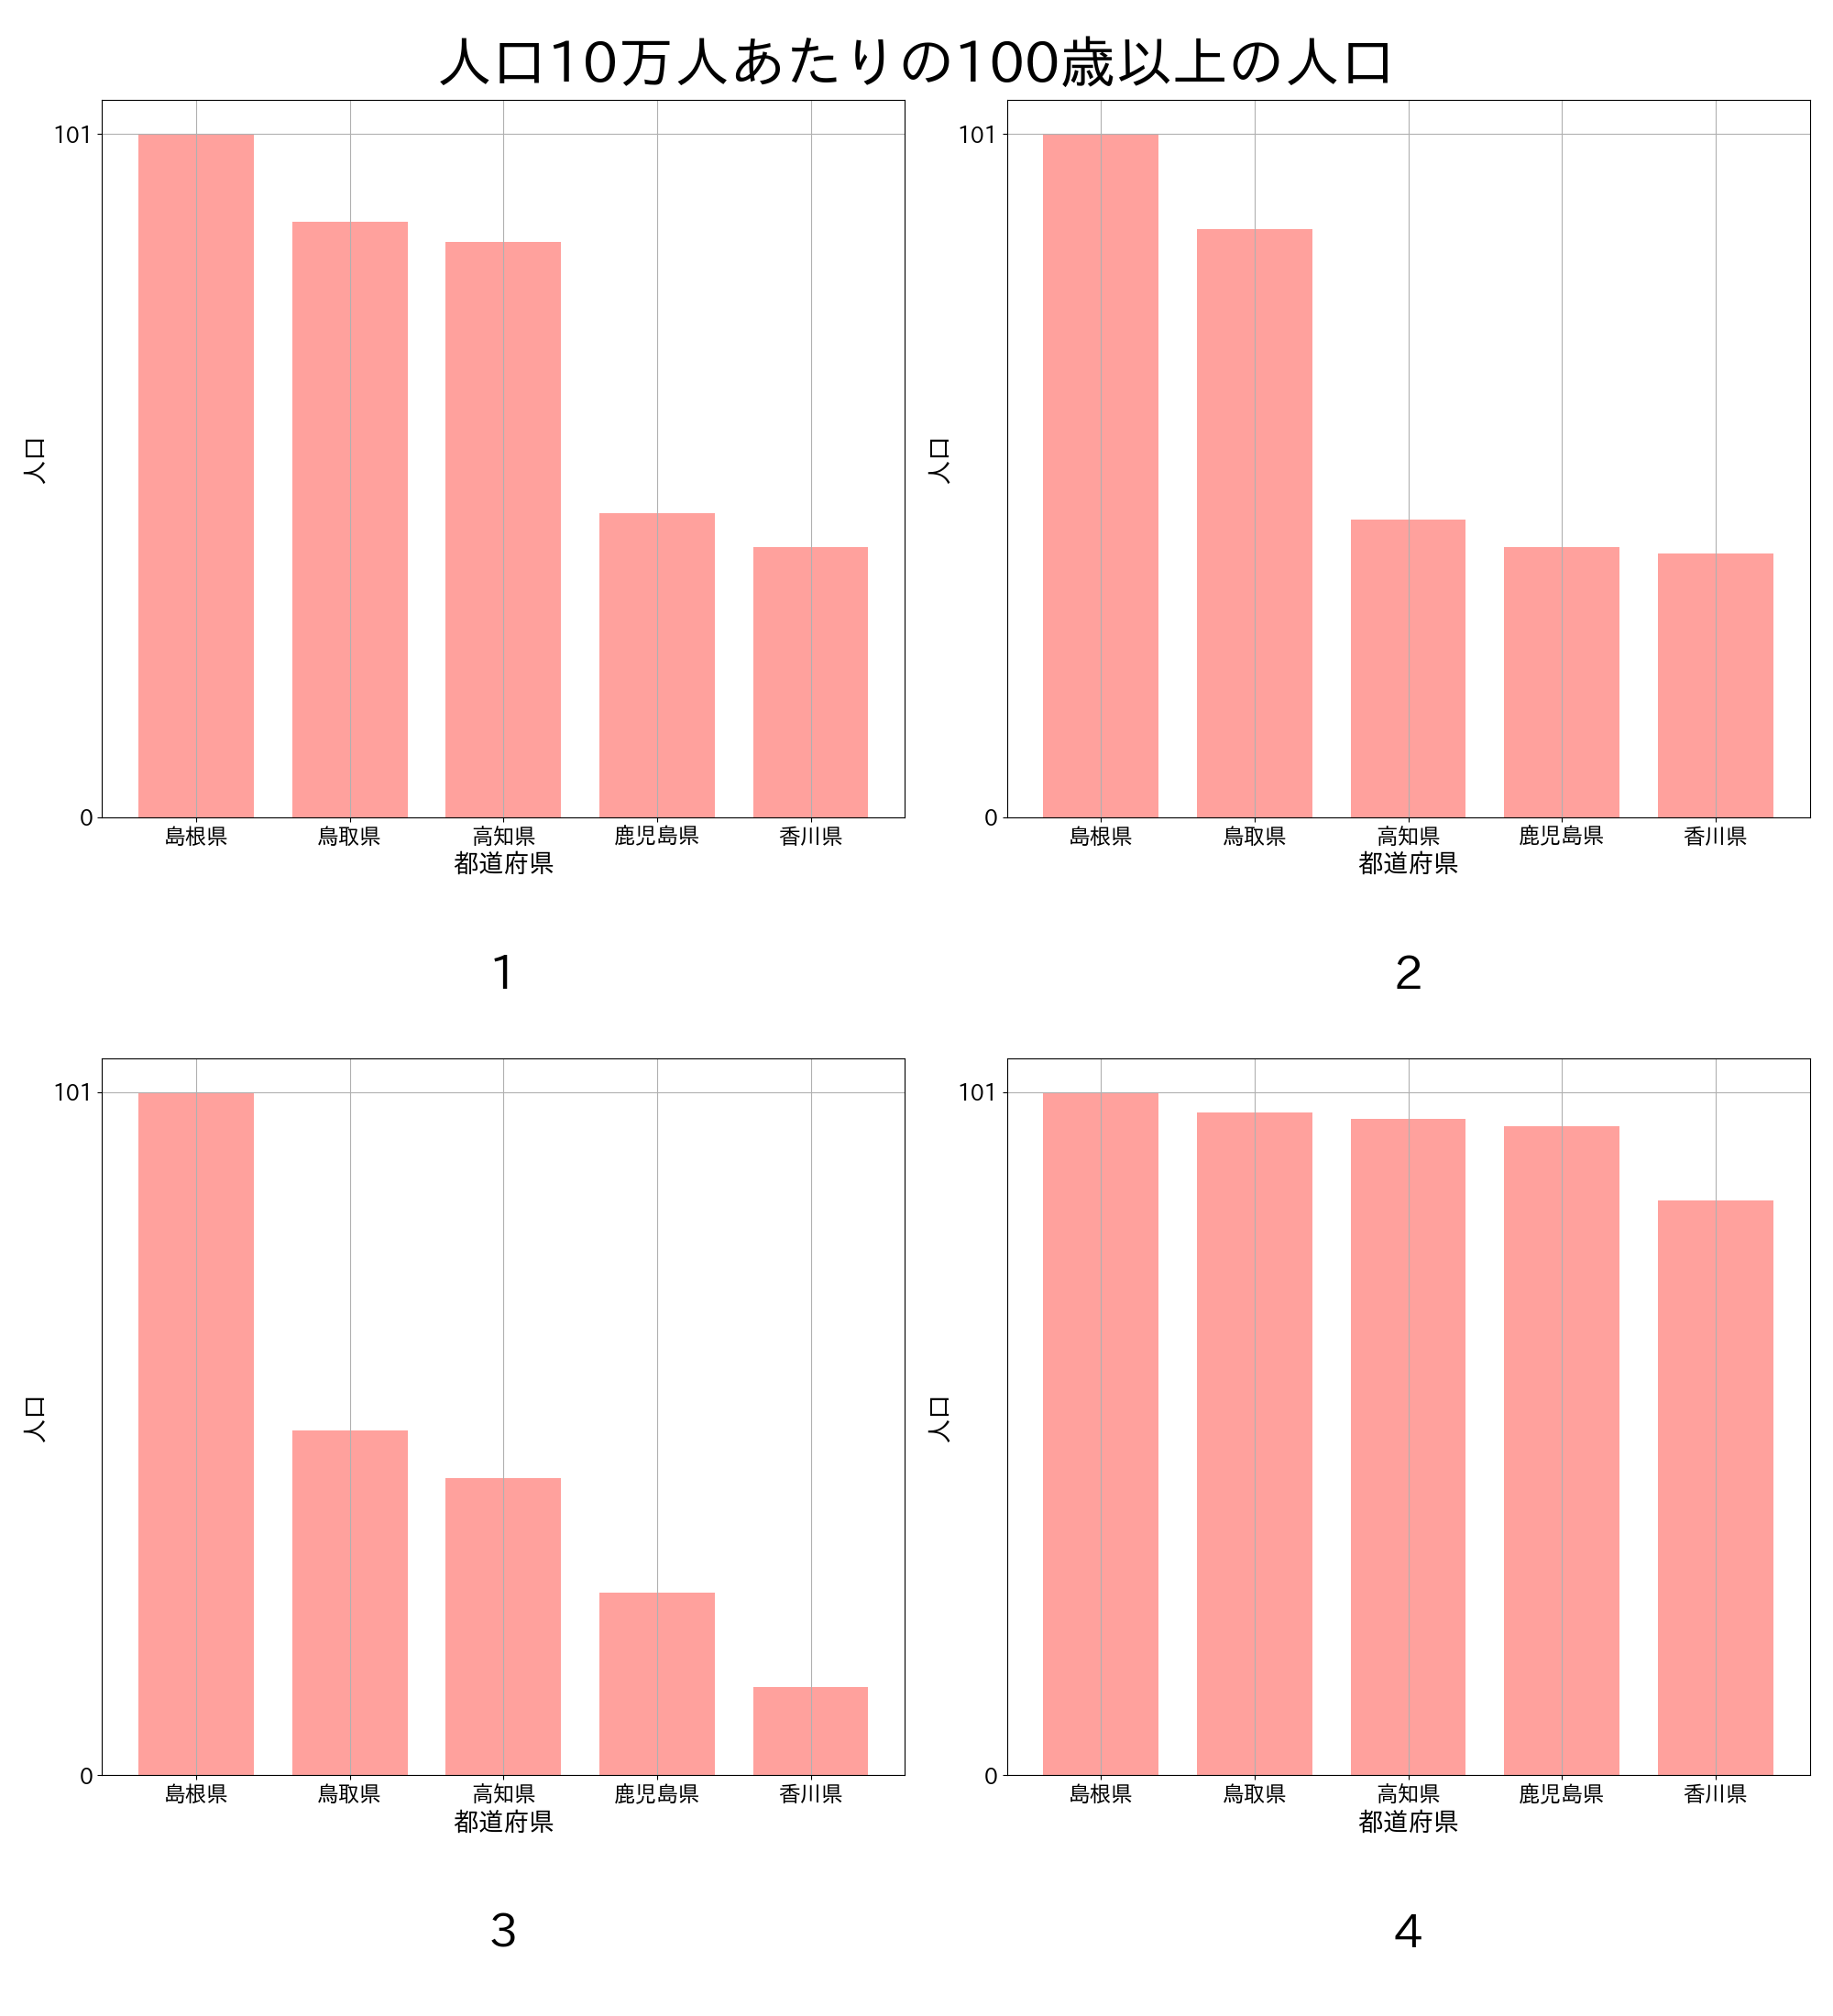 人口10万人あたりの100歳以上の人口
人口
101
0
島根県 鳥取県 高知県 鹿児島県 香川県
都道府県
1
人口
101
0
島根県 鳥取県 高知県 鹿児島県 香川県
都道府県
2
人口
101
0
島根県 鳥取県 高知県 鹿児島県 香川県
都道府県
3
人口
101
0
島根県 鳥取県 高知県 鹿児島県 香川県
都道府県
4